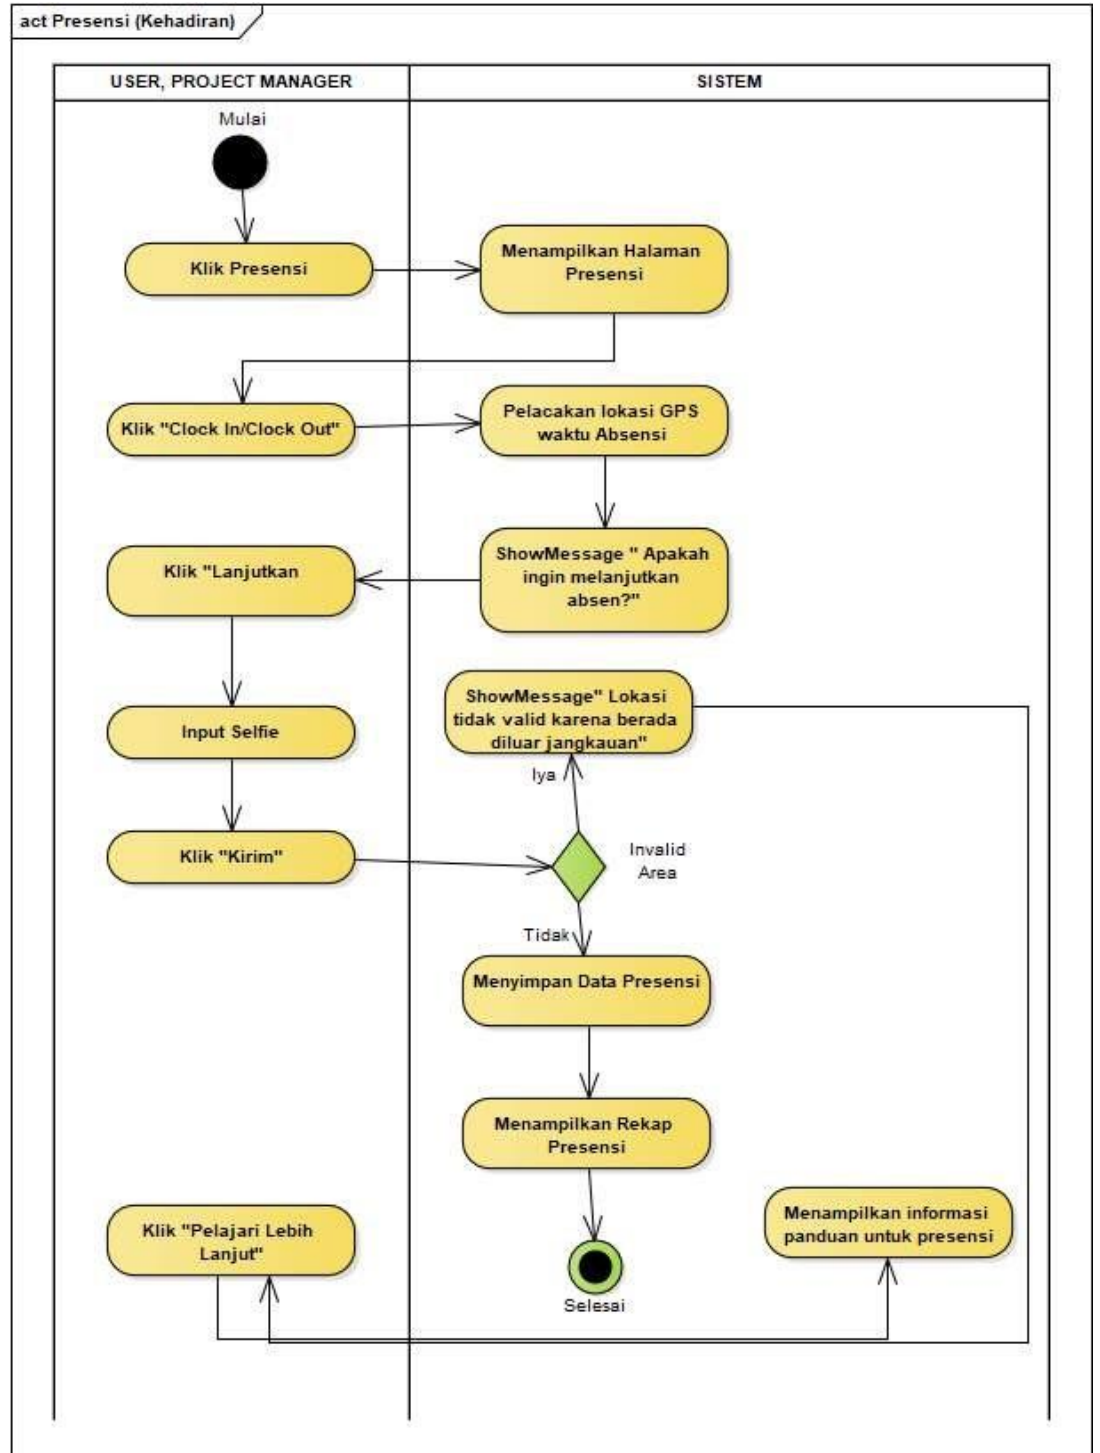 act Presensi (Kehadiran)
USER, PROJECT MANAGER
SISTEM
Mulai
Klik Presensi
Menampilkan Halaman
Presensi
Klik "Clock In/Clock Out"
Pelacakan lokasi GPS
waktu Absensi
Klik "Lanjutkan
ShowMessage " Apakah
ingin melanjutkan
absen?"
Input Selfie
ShowMessage" Lokasi
tidak valid karena berada
diluar jangkauan"
Iya
Klik "Kirim"
Invalid
Area
Tidak
Menyimpan Data Presensi
Menampilkan Rekap
Presensi
Klik "Pelajari Lebih
Lanjut"
Menampilkan informasi
panduan untuk presensi
Selesai